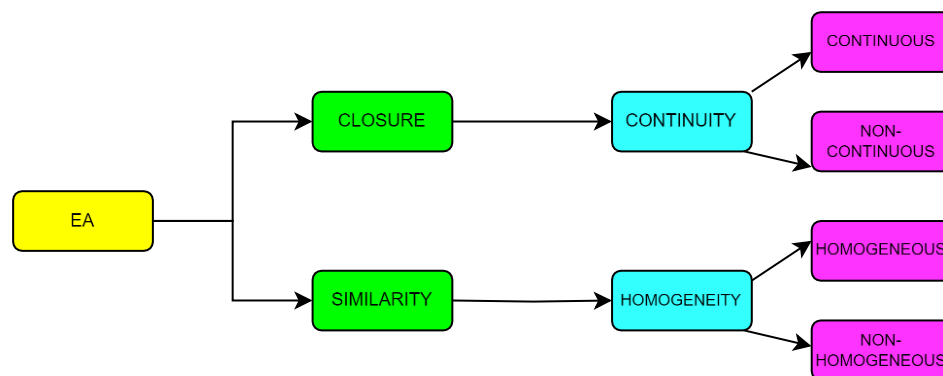 CONTINUOUS
CLOSURE
CONTINUITY
NON-
CONTINUOUS
EA
HOMOGENEOUS
SIMILARITY
HOMOGENEITY
NON-
HOMOGENEOUS